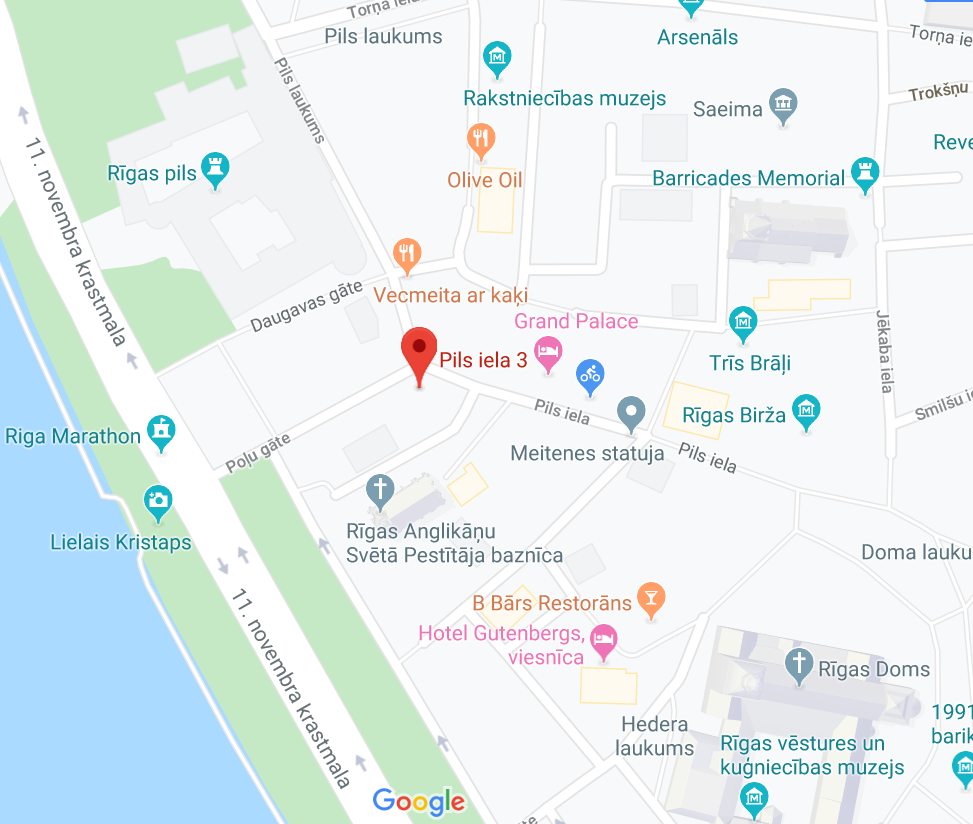 Torņa iela
Pils laukums
Arsenāls
Torņa ie
Pils laukums
Rakstniecības muzejs
Saeima
Trokšņu
Reve
11. novembra krastmala
Rīgas pils
Olive Oil
Barricades Memorial
Vecmeita ar kaķi
Daugavas gāte
Grand Palace
Pils iela 3
Trīs Brāļi
Jēkaba iela
Smilšu i
Pils iela
Rīgas Birža
Riga Marathon
Poļu gāte
Meitenes statuja
Pils iela
Lielais Kristaps
Rīgas Anglikāņu
Svētā Pestītāja baznīca
Doma lauku
B Bārs Restorāns
Hotel Gutenbergs,
viesnīca
11. novembra krastmala
Rīgas Doms
Hedera
laukums
1991
barik
Rīgas vēstures un
kuģniecības muzejs
Google